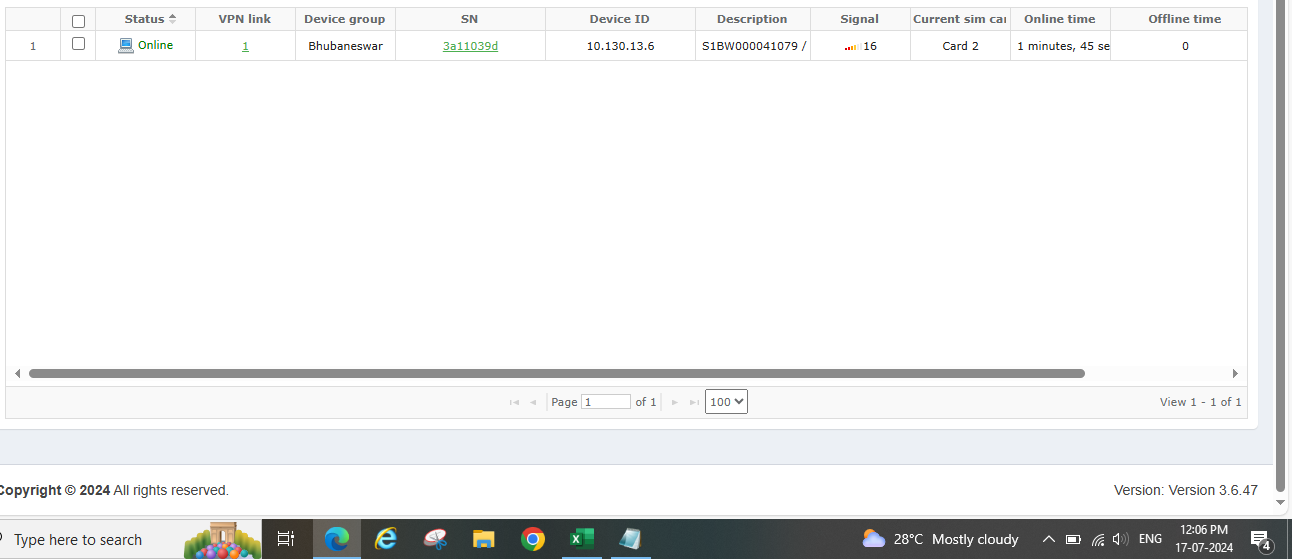 Status VPN link Device group SN Device ID Description Signal Current sim car Online time Offline time
1 Online 1 Bhubaneswar 3a11039d 10.130.13.6 S1BW000041079 / 16 Card 2 1 minutes, 45 se 0
Page 1 of 1 100 View 1 - 1 of 1
Copyright © 2024 All rights reserved. Version: Version 3.6.47
Type here to search 28°C Mostly cloudy ENG 12:06 PM
17-07-2024 4